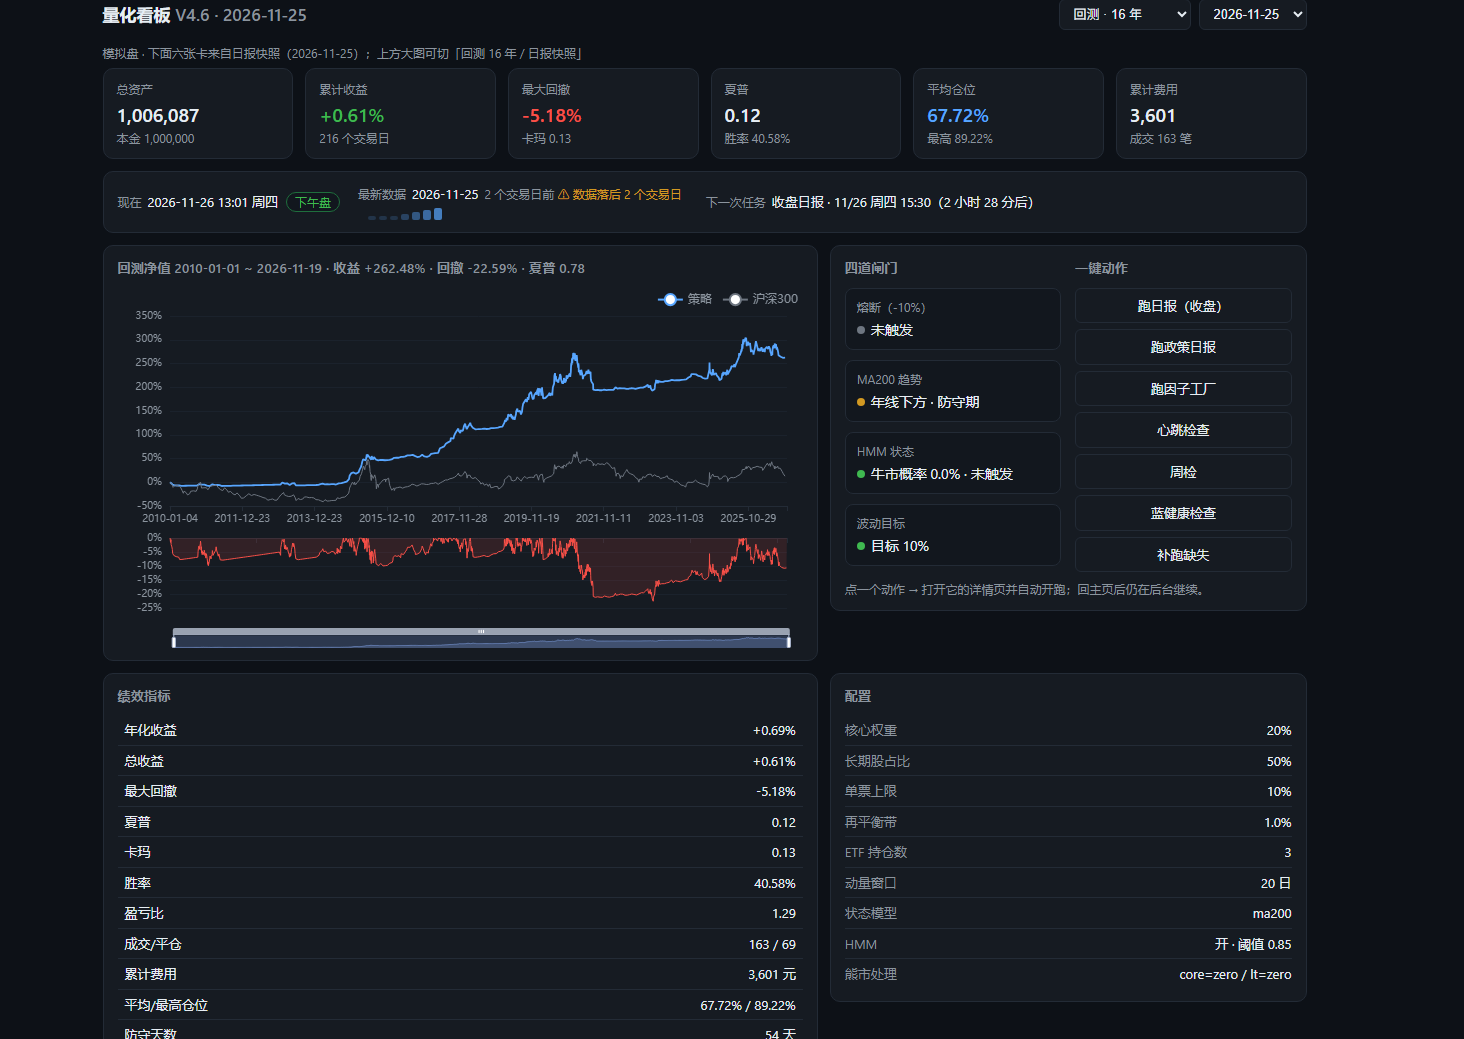 量化看板 V4.6 · 2026-11-25
回测 · 16 年
2026-11-25
模拟盘 · 下面六张卡来自日报快照（2026-11-25）；上方大图可切「回测 16 年 / 日报快照」
总资产
1,006,087
本金 1,000,000
累计收益
+0.61%
216 个交易日
最大回撤
-5.18%
卡玛 0.13
夏普
0.12
胜率 40.58%
平均仓位
67.72%
最高 89.22%
累计费用
3,601
成交 163 笔
现在 2026-11-26 13:01 周四 下午盘
最新数据 2026-11-25 2 个交易日前 ⚠ 数据落后 2 个交易日
下一次任务 收盘日报 · 11/26 周四 15:30（2 小时 28 分后）
回测净值 2010-01-01 ~ 2026-11-19 · 收益 +262.48% · 回撤 -22.59% · 夏普 0.78
策略
沪深300
350%
300%
250%
200%
150%
100%
50%
0%
-50%
2010-01-04
2011-12-23
2013-12-23
2015-12-10
2017-11-28
2019-11-19
2021-11-11
2023-11-03
2025-10-29
0%
-5%
-10%
-15%
-20%
-25%
四道闸门
熔断（-10%）
未触发
MA200 趋势
年线下方 · 防守期
HMM 状态
牛市概率 0.0% · 未触发
波动目标
目标 10%
一键动作
跑日报（收盘）
跑政策日报
跑因子工厂
心跳检查
周检
蓝健康检查
补跑缺失
点一个动作 → 打开它的详情页并自动开跑；回主页后仍在后台继续。
绩效指标
年化收益 +0.69%
总收益 +0.61%
最大回撤 -5.18%
夏普 0.12
卡玛 0.13
胜率 40.58%
盈亏比 1.29
成交/平仓 163 / 69
累计费用 3,601 元
平均/最高仓位 67.72% / 89.22%
防守天数 54 天
配置
核心权重 20%
长期股占比 50%
单票上限 10%
再平衡带 1.0%
ETF 持仓数 3
动量窗口 20 日
状态模型 ma200
HMM 开 · 阈值 0.85
熊市处理 core=zero / lt=zero